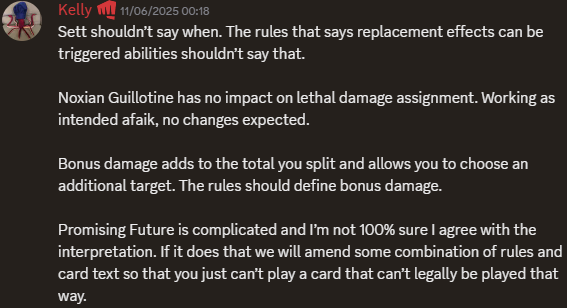 Kelly 11/06/2025 00:18
Sett shouldn't say when. The rules that says replacement effects can be
triggered abilities shouldn't say that.
Noxian Guillotine has no impact on lethal damage assignment. Working as
intended afaik, no changes expected.
Bonus damage adds to the total you split and allows you to choose an
additional target. The rules should define bonus damage.
Promising Future is complicated and I'm not 100% sure I agree with the
interpretation. If it does that we will amend some combination of rules and
card text so that you just can't play a card that can't legally be played that
way.